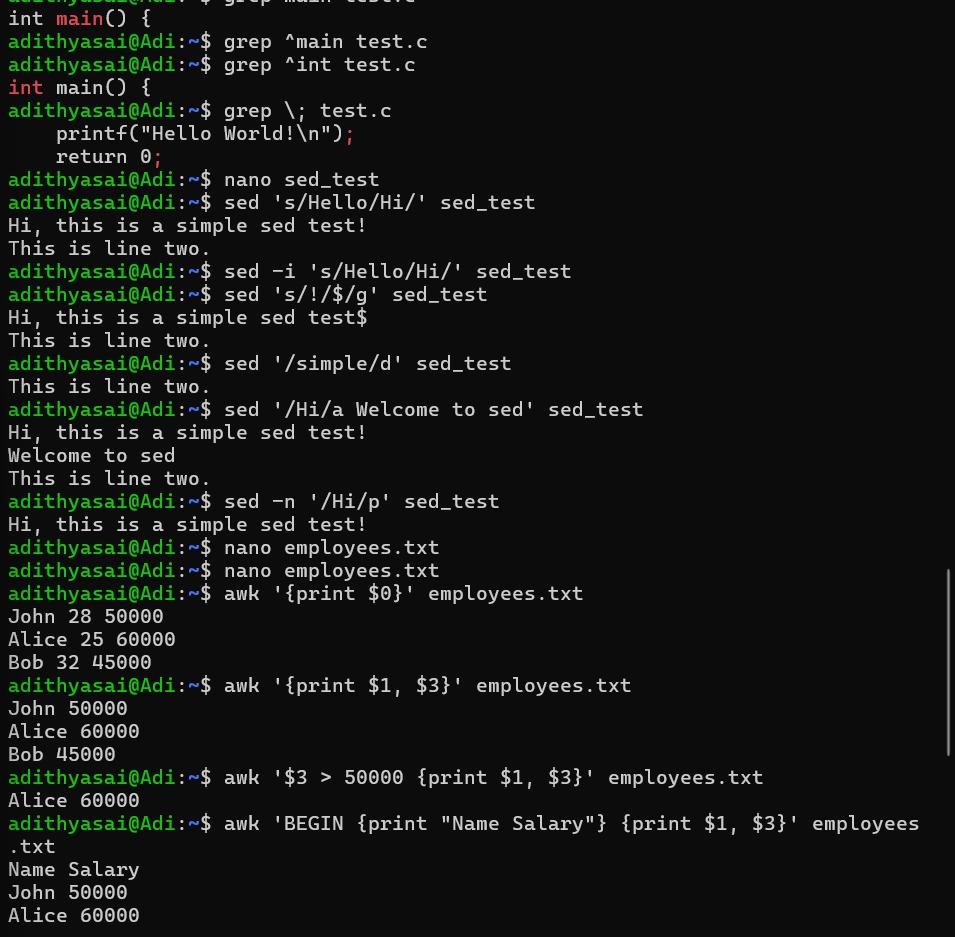 adithyasai@Adi:~$ grep main test.c
int main() {
adithyasai@Adi:~$ grep ^main test.c
adithyasai@Adi:~$ grep ^int test.c
int main() {
adithyasai@Adi:~$ grep \; test.c
    printf("Hello World!\n");
    return 0;
adithyasai@Adi:~$ nano sed_test
adithyasai@Adi:~$ sed 's/Hello/Hi/' sed_test
Hi, this is a simple sed test!
This is line two.
adithyasai@Adi:~$ sed -i 's/Hello/Hi/' sed_test
adithyasai@Adi:~$ sed 's/!/$/g' sed_test
Hi, this is a simple sed test$
This is line two.
adithyasai@Adi:~$ sed '/simple/d' sed_test
This is line two.
adithyasai@Adi:~$ sed '/Hi/a Welcome to sed' sed_test
Hi, this is a simple sed test!
Welcome to sed
This is line two.
adithyasai@Adi:~$ sed -n '/Hi/p' sed_test
Hi, this is a simple sed test!
adithyasai@Adi:~$ nano employees.txt
adithyasai@Adi:~$ nano employees.txt
adithyasai@Adi:~$ awk '{print $0}' employees.txt
John 28 50000
Alice 25 60000
Bob 32 45000
adithyasai@Adi:~$ awk '{print $1, $3}' employees.txt
John 50000
Alice 60000
Bob 45000
adithyasai@Adi:~$ awk '$3 > 50000 {print $1, $3}' employees.txt
Alice 60000
adithyasai@Adi:~$ awk 'BEGIN {print "Name Salary"} {print $1, $3}' employees
.txt
Name Salary
John 50000
Alice 60000